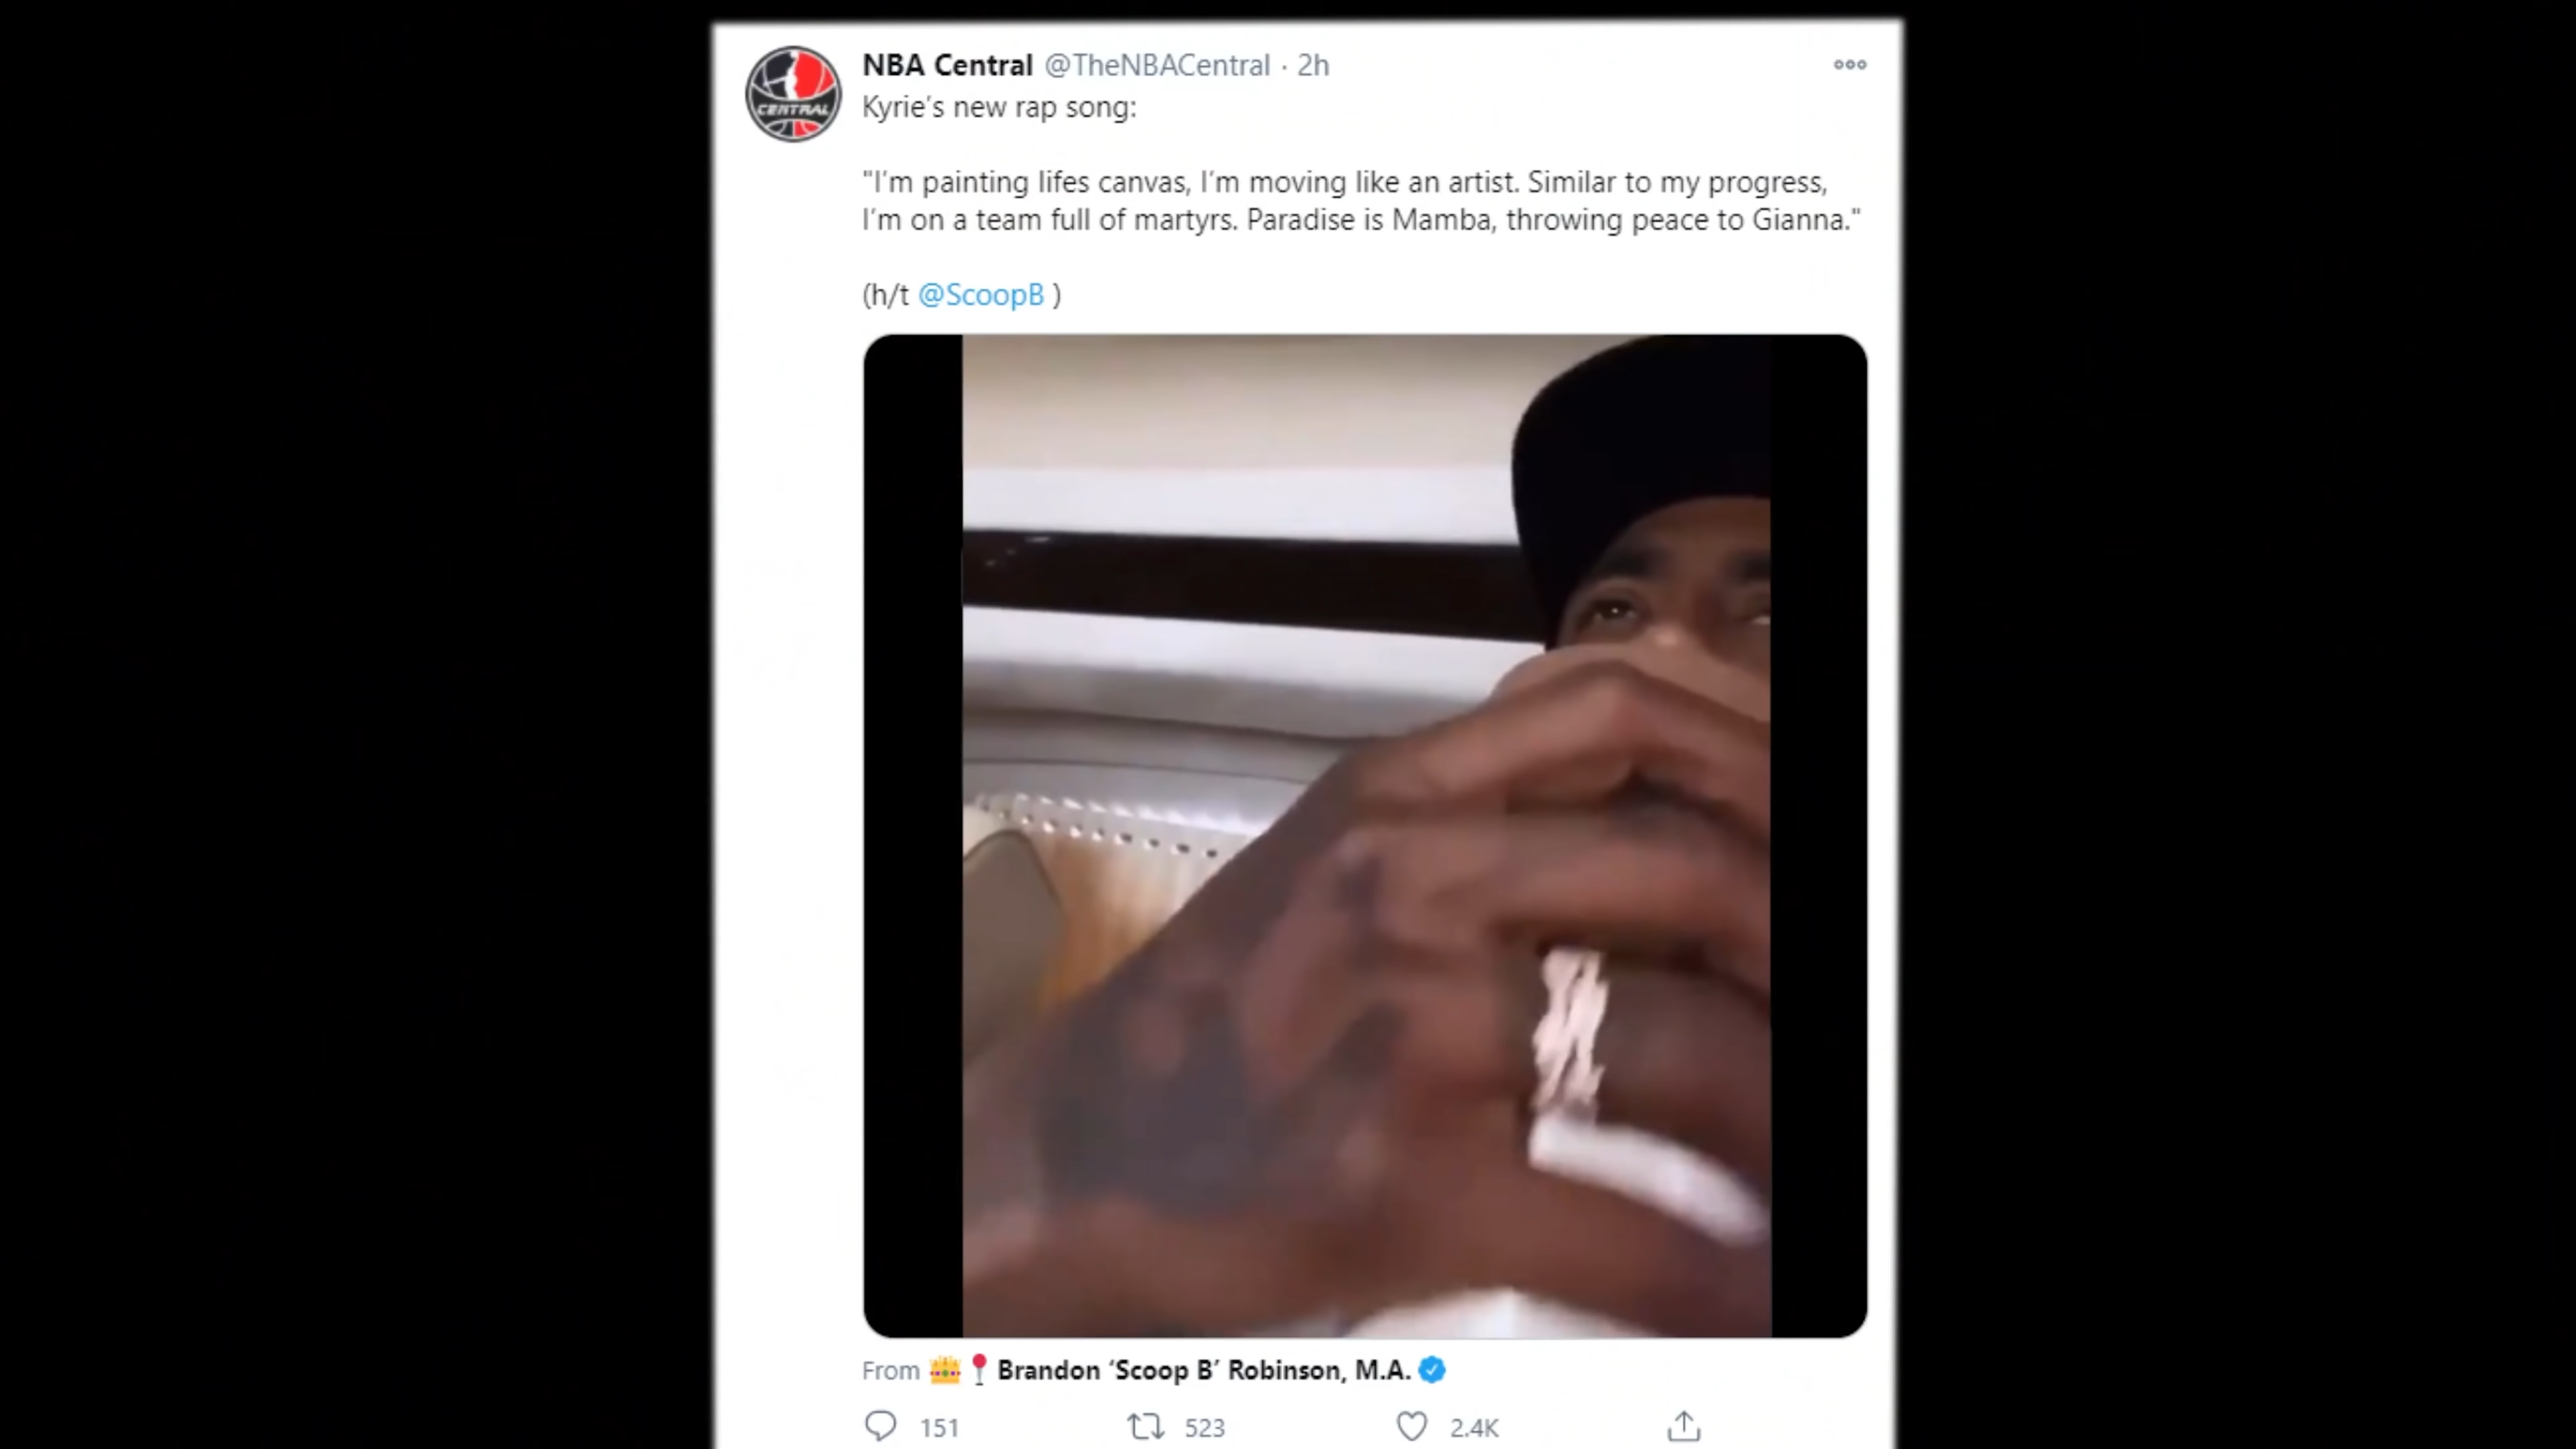 NBA Central @TheNBACentral · 2h
Kyrie's new rap song:
"I'm painting lifes canvas, I'm moving like an artist. Similar to my progress,
I'm on a team full of martyrs. Paradise is Mamba, throwing peace to Gianna."
(h/t @ScoopB )
CENTRAL
From 👑📍 Brandon ‘Scoop B’ Robinson, M.A.
151 523 2.4K